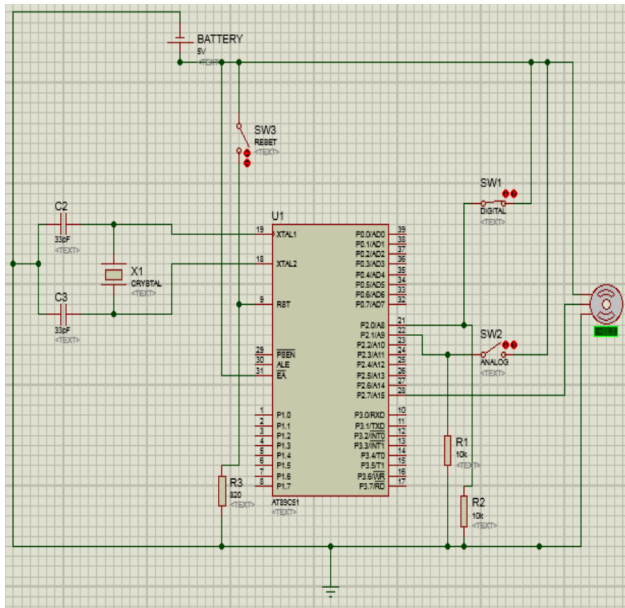 BATTERY
5V
<TEXT>
SW3
RESET
<TEXT>
SW1
DIGITAL
<TEXT>
C2
33pF
<TEXT>
X1
CRYSTAL
<TEXT>
C3
33pF
<TEXT>
U1
19 XTAL1
18 XTAL2
9 RST
29 PSEN
30 ALE
31 EA
1 P1.0
2 P1.1
3 P1.2
4 P1.3
5 P1.4
6 P1.5
7 P1.6
8 P1.7
P0.0/AD0 39
P0.1/AD1 38
P0.2/AD2 37
P0.3/AD3 36
P0.4/AD4 35
P0.5/AD5 34
P0.6/AD6 33
P0.7/AD7 32
P2.0/A8 21
P2.1/A9 22
P2.2/A10 23
P2.3/A11 24
P2.4/A12 25
P2.5/A13 26
P2.6/A14 27
P2.7/A15 28
P3.0/RXD 10
P3.1/TXD 11
P3.2/INT0 12
P3.3/INT1 13
P3.4/T0 14
P3.5/T1 15
P3.6/WR 16
P3.7/RD 17
AT89C51
<TEXT>
SW2
ANALOG
<TEXT>
R1
10k
<TEXT>
R2
10k
<TEXT>
R3
820
<TEXT>